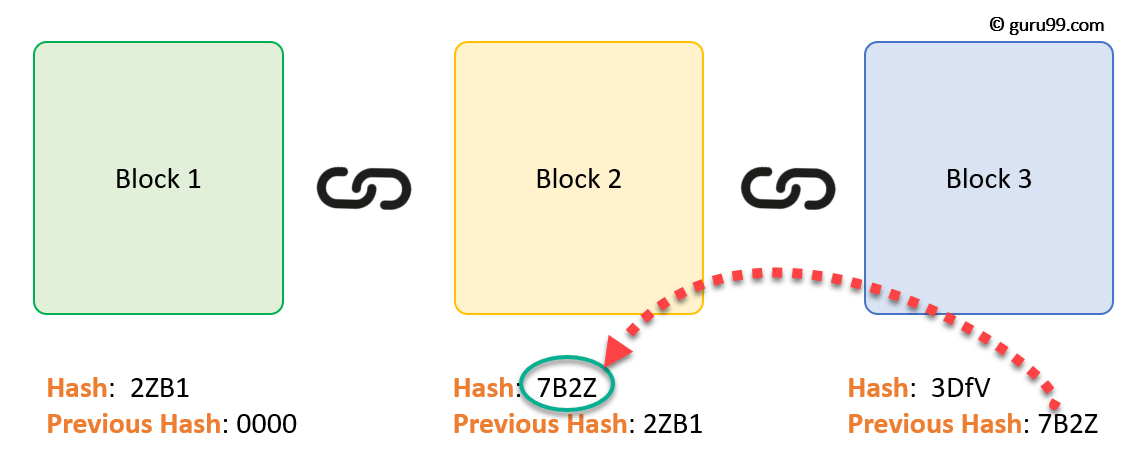 © guru99.com
Block 1
Block 2
Block 3
Hash: 2ZB1
Previous Hash: 0000
Hash: 7B2Z
Previous Hash: 2ZB1
Hash: 3DfV
Previous Hash: 7B2Z